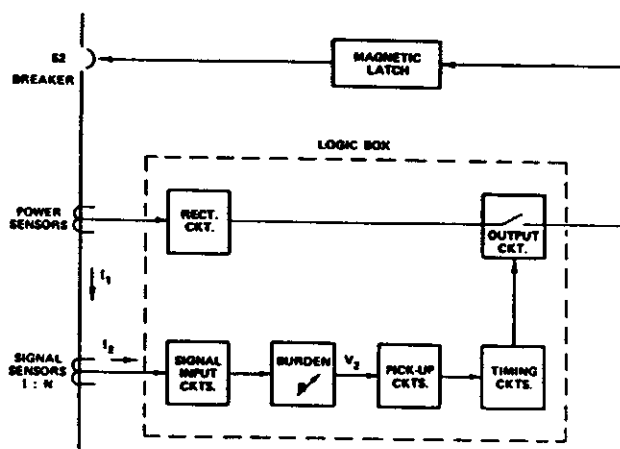 52
BREAKER
MAGNETIC
LATCH
LOGIC BOX
POWER
SENSORS
RECT.
CKT.
OUTPUT
CKT.
I1
I2
SIGNAL
SENSORS
1 : N
SIGNAL
INPUT
CKTS.
BURDEN
V2
PICK-UP
CKTS.
TIMING
CKTS.